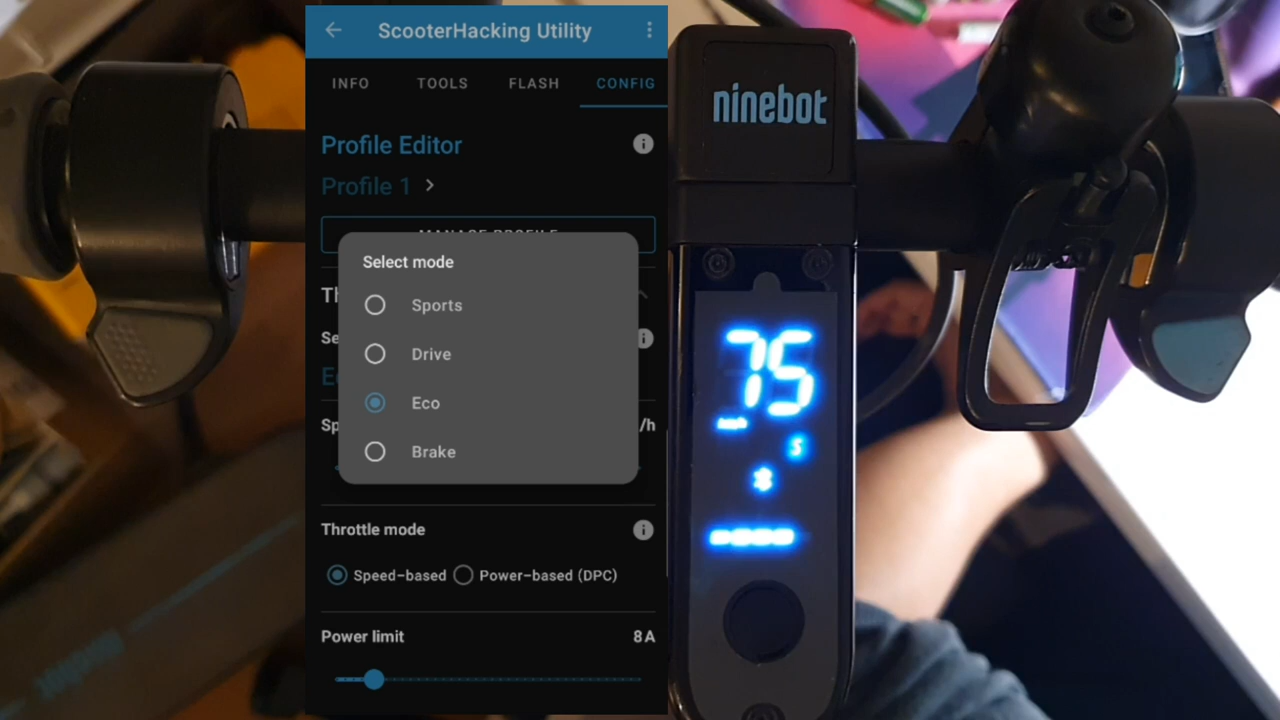 ScooterHacking Utility
INFO TOOLS FLASH CONFIG
Profile Editor
Profile 1
Select mode
Sports
Drive
Eco
Brake
/h
Throttle mode
Speed-based Power-based (DPC)
Power limit 8 A
ninebot
75
S